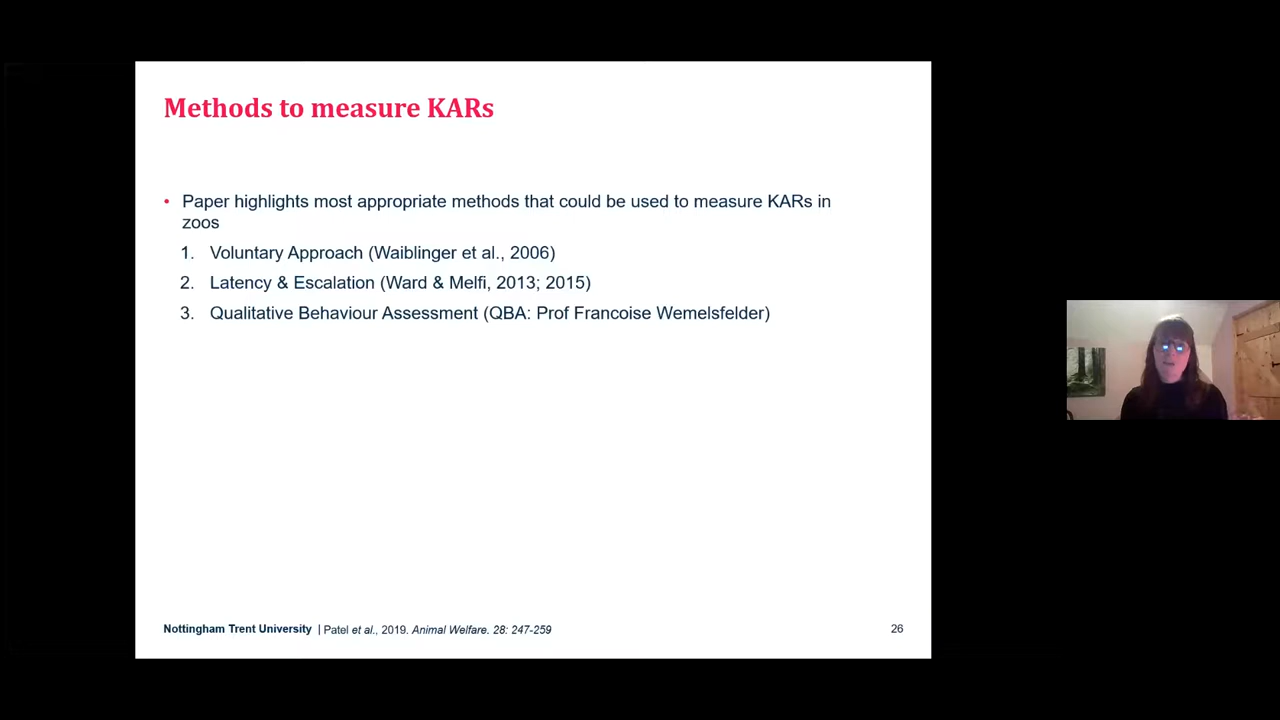 Methods to measure KARs
• Paper highlights most appropriate methods that could be used to measure KARs in
zoos
1. Voluntary Approach (Waiblinger et al., 2006)
2. Latency & Escalation (Ward & Melfi, 2013; 2015)
3. Qualitative Behaviour Assessment (QBA: Prof Francoise Wemelsfelder)
Nottingham Trent University | Patel et al., 2019. Animal Welfare. 28: 247-259
26